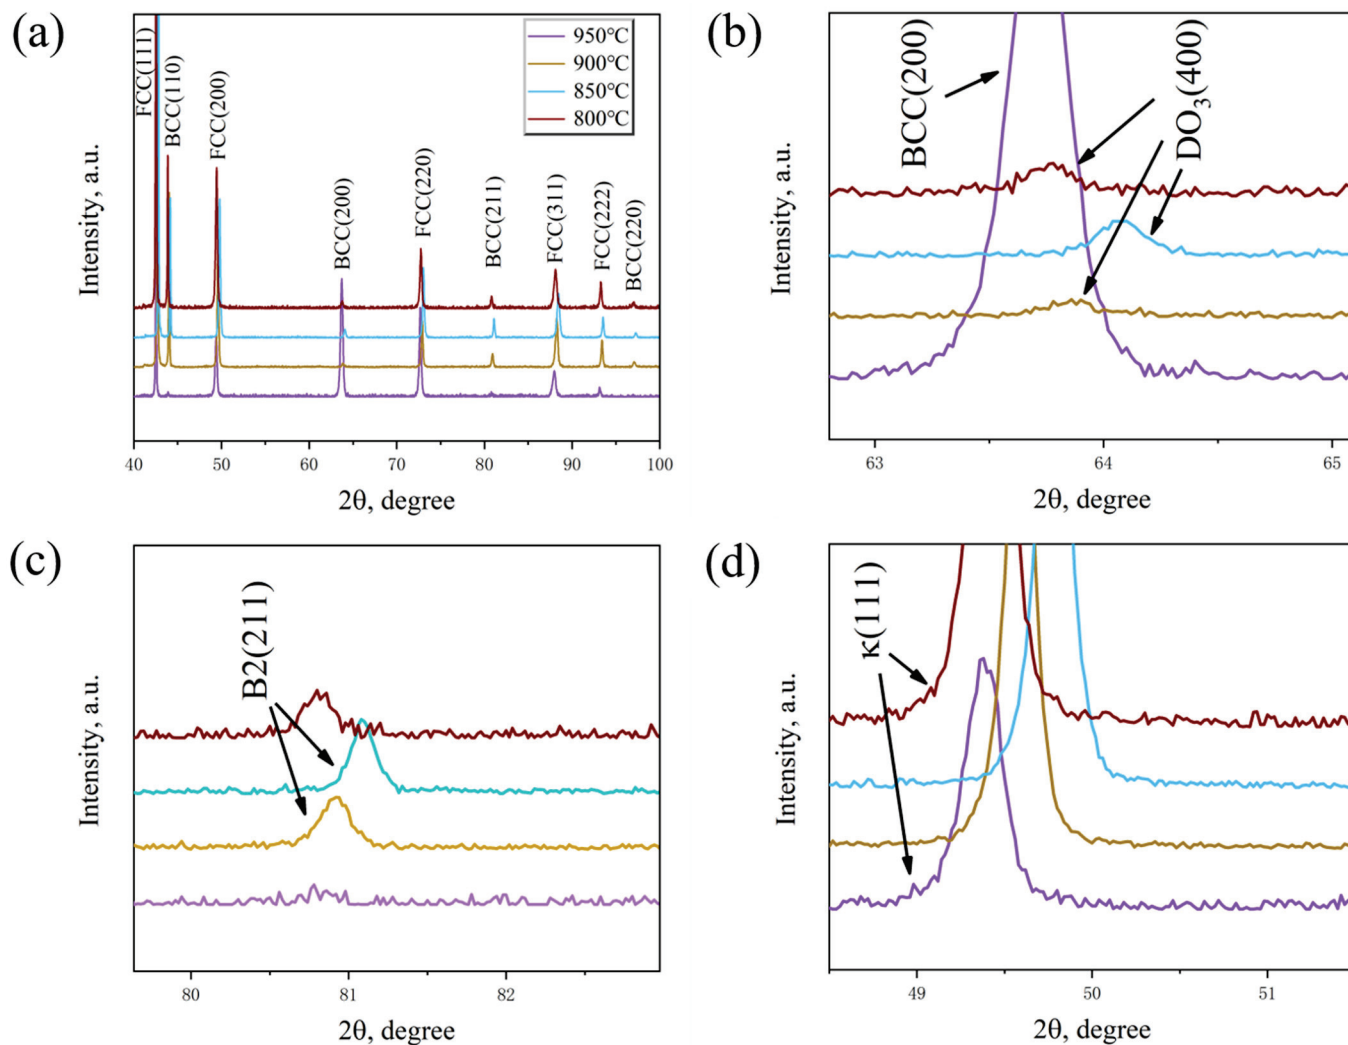 (a)
FCC(111)
BCC(110)
FCC(200)
BCC(200)
FCC(220)
BCC(211)
FCC(311)
FCC(222)
BCC(220)
950℃
900℃
850℃
800℃
Intensity, a.u.
40 50 60 70 80 90 100
2θ, degree
(b)
BCC(200)
DO₃(400)
Intensity, a.u.
63 64 65
2θ, degree
(c)
B2(211)
Intensity, a.u.
80 81 82
2θ, degree
(d)
κ(111)
Intensity, a.u.
49 50 51
2θ, degree